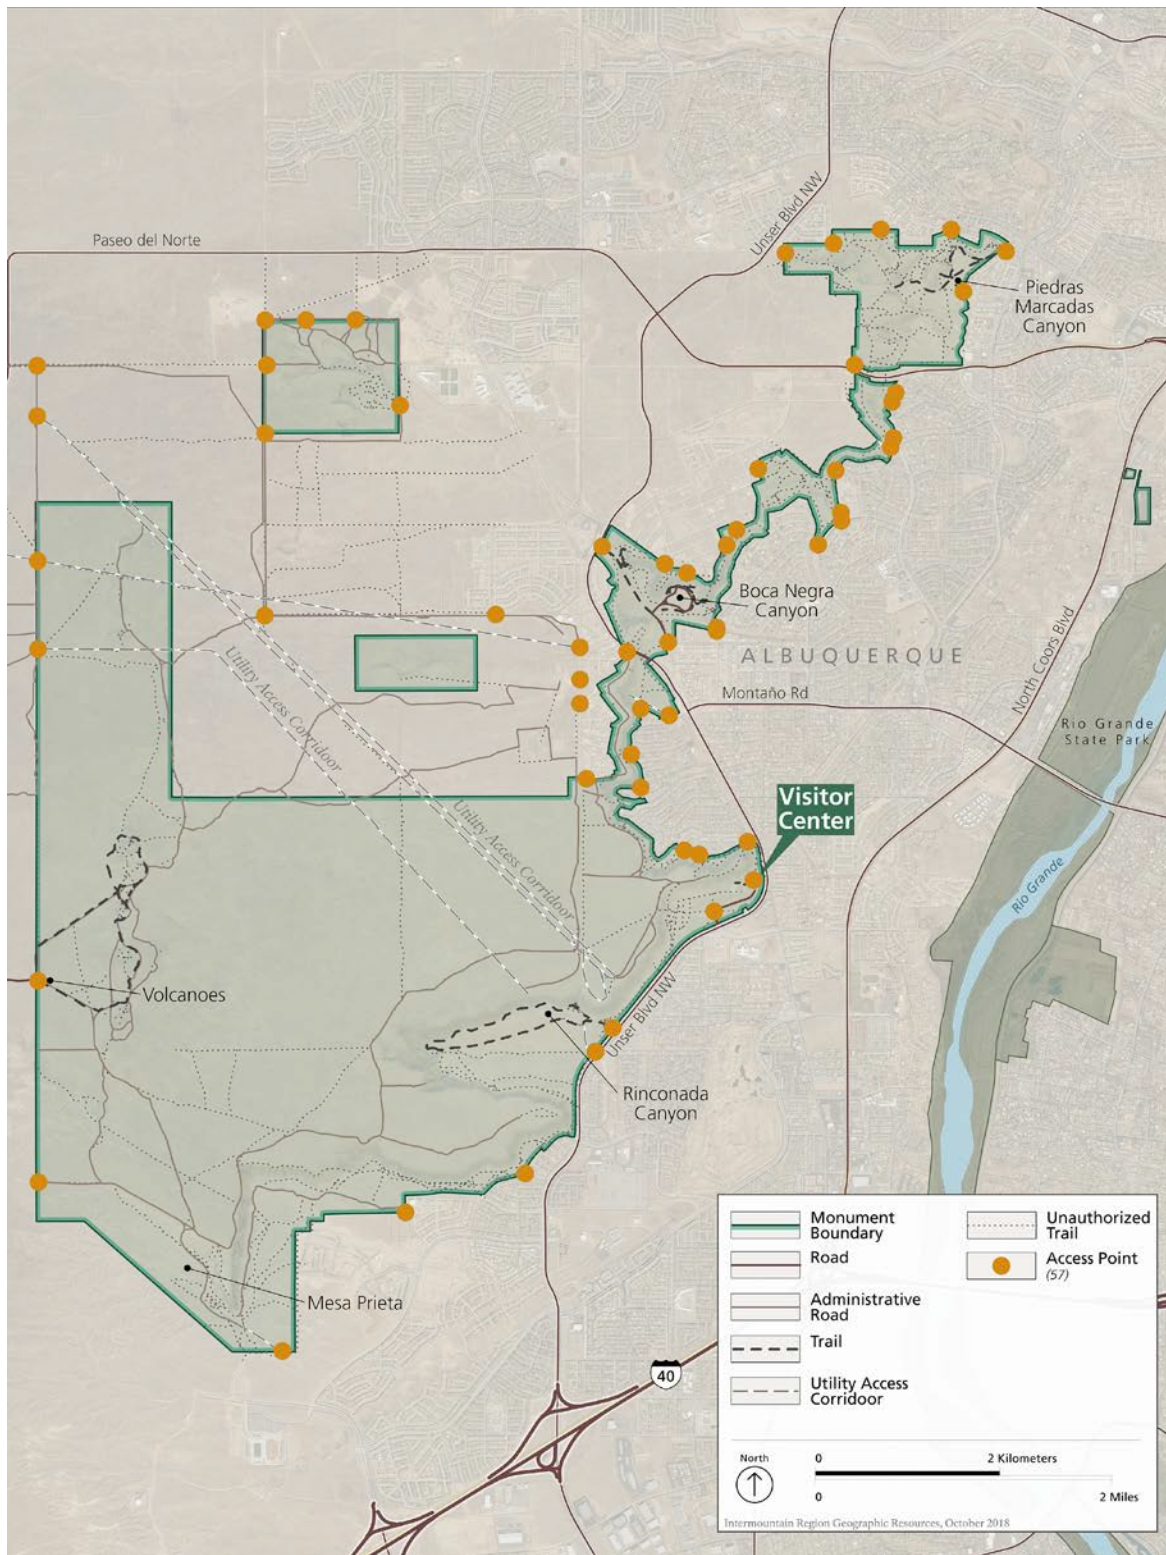 Unser Blvd NW
Paseo del Norte
Piedras
Marcadas
Canyon
Boca Negra
Canyon
ALBUQUERQUE
North Coors Blvd
Utility Access Corridoor
Montaño Rd
Rio Grande
State Park
Visitor
Center
Utility Access Corridoor
Rio Grande
Volcanoes
Unser Blvd NW
Rinconada
Canyon
Mesa Prieta
40
Monument
Boundary
Road
Administrative
Road
Trail
Utility Access
Corridoor
Unauthorized
Trail
Access Point
(57)
North
0 2 Kilometers
0 2 Miles
Intermountain Region Geographic Resources, October 2018